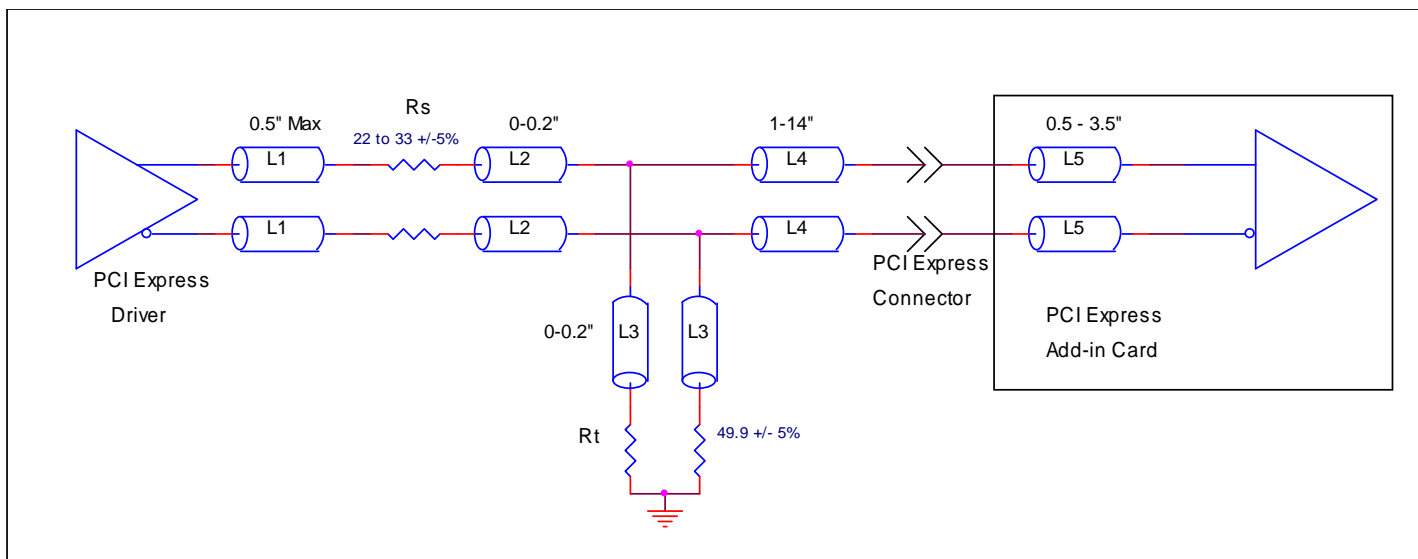 Rs
0.5" Max
22 to 33 +/-5%
0-0.2"
1-14"
0.5 - 3.5"
L1
L2
L4
L5
L1
L2
L4
L5
PCI Express
Driver
PCI Express
Connector
0-0.2"
L3
L3
PCI Express
Add-in Card
Rt
49.9 +/- 5%